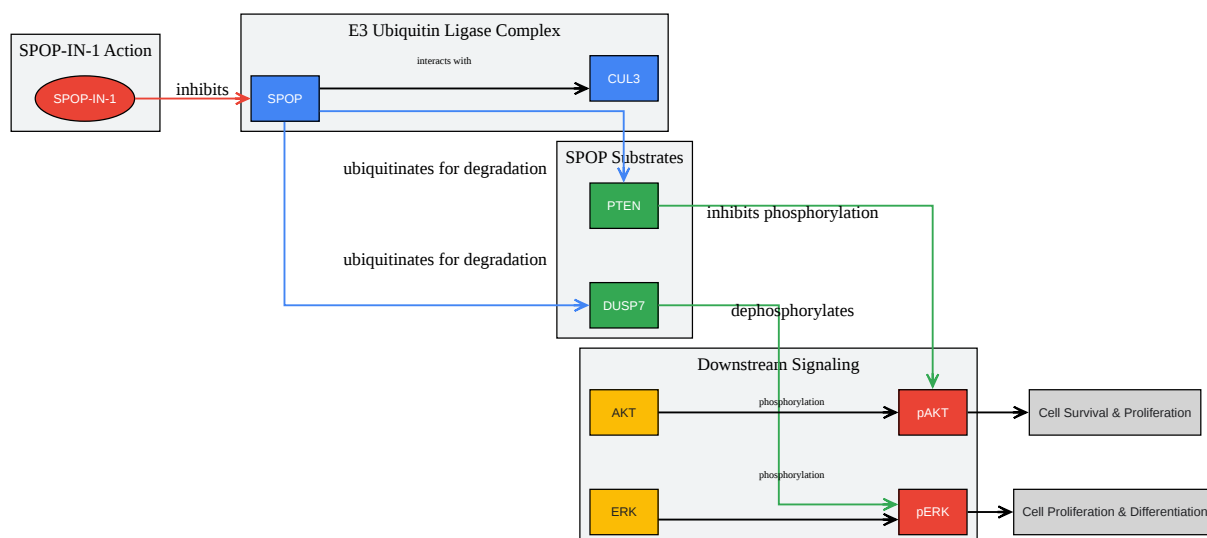 E3 Ubiquitin Ligase Complex
SPOP-IN-1 Action
interacts with
CUL3
inhibits
SPOP-IN-1
SPOP
SPOP Substrates
ubiquitinates for degradation
PTEN
inhibits phosphorylation
ubiquitinates for degradation
DUSP7
dephosphorylates
Downstream Signaling
phosphorylation
AKT
pAKT
Cell Survival & Proliferation
phosphorylation
ERK
pERK
Cell Proliferation & Differentiation